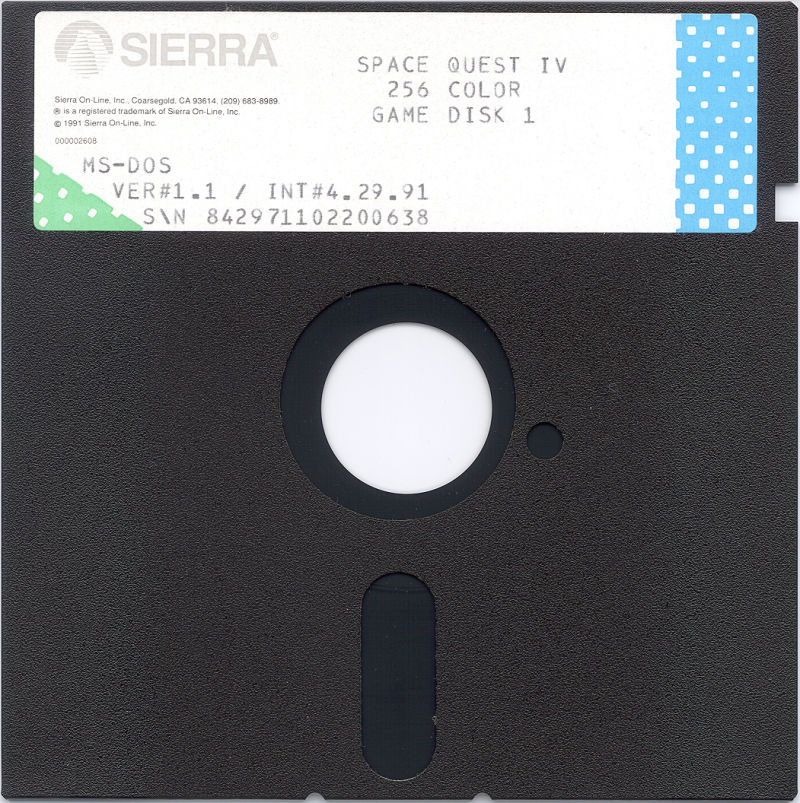 SIERRA®
Sierra On-Line, Inc., Coarsegold, CA 93614, (209) 683-8989
® is a registered trademark of Sierra On-Line, Inc.
© 1991 Sierra On-Line, Inc.
000002608
SPACE QUEST IV
256 COLOR
GAME DISK 1
MS-DOS
VER#1.1 / INT#4.29.91
S\N 842971102200638